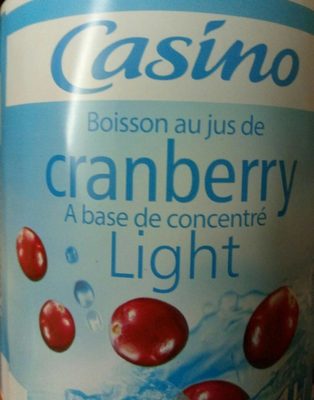 Casino
Boisson au jus de
cranberry
A base de concentré
Light